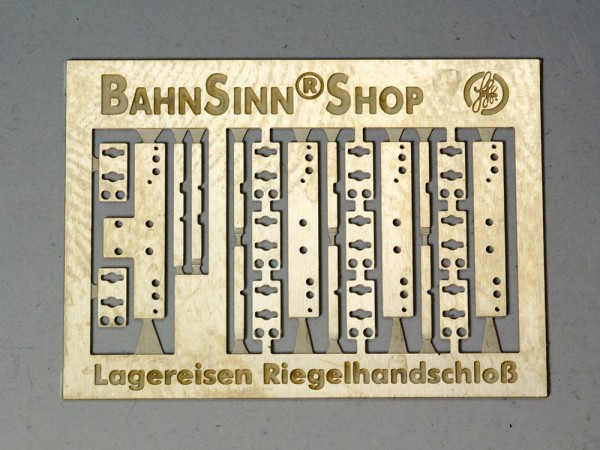 BAHNSINN® SHOP
Lagereisen Riegelhandschloß